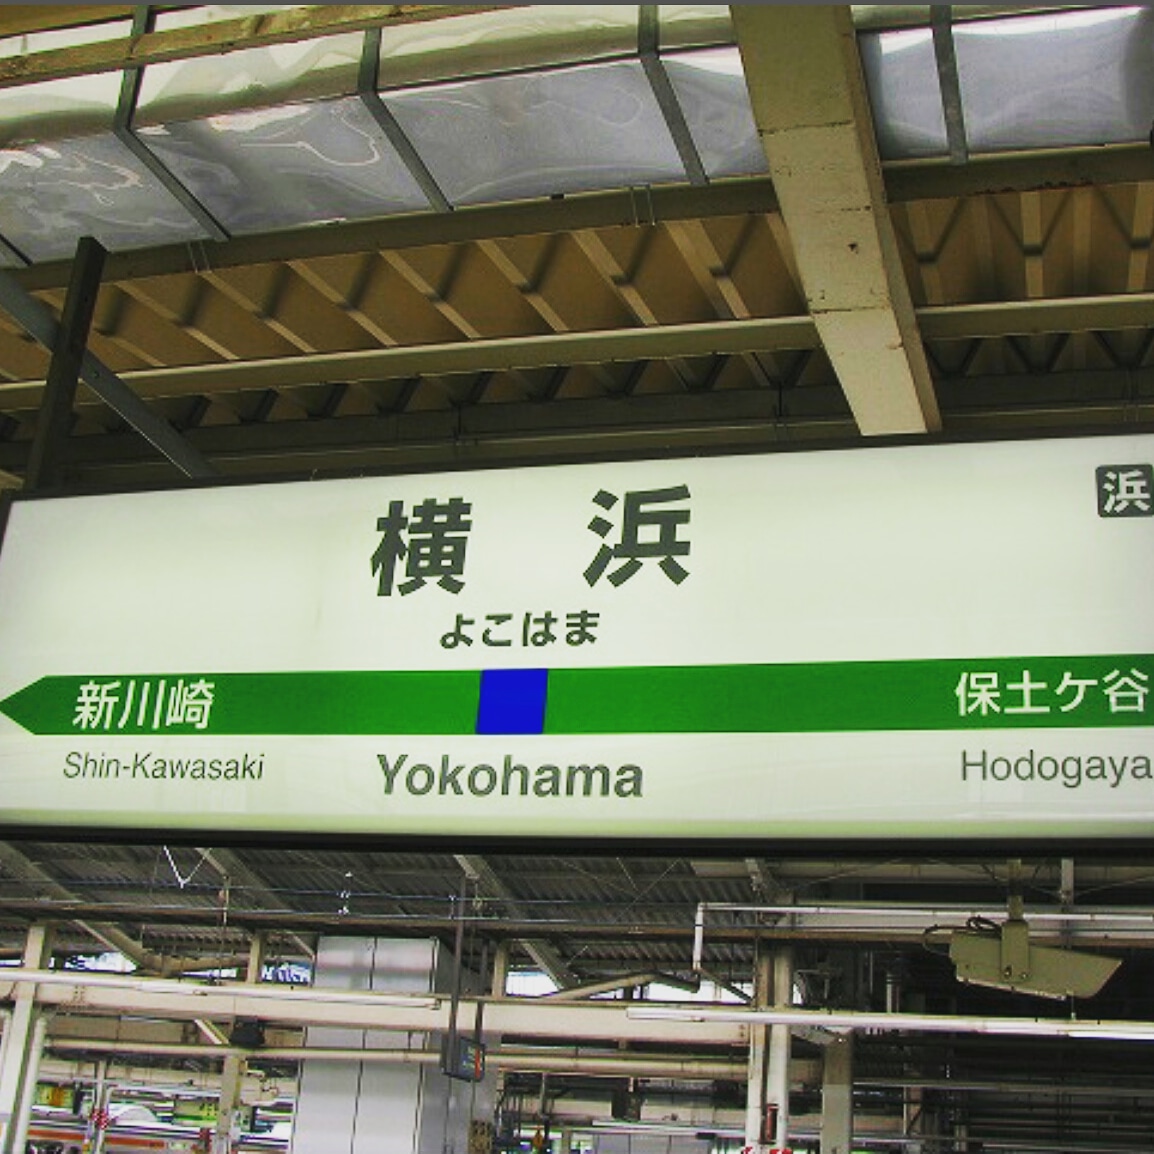 横浜
浜
よこはま
新川崎
保土ケ谷
Shin-Kawasaki
Yokohama
Hodogaya